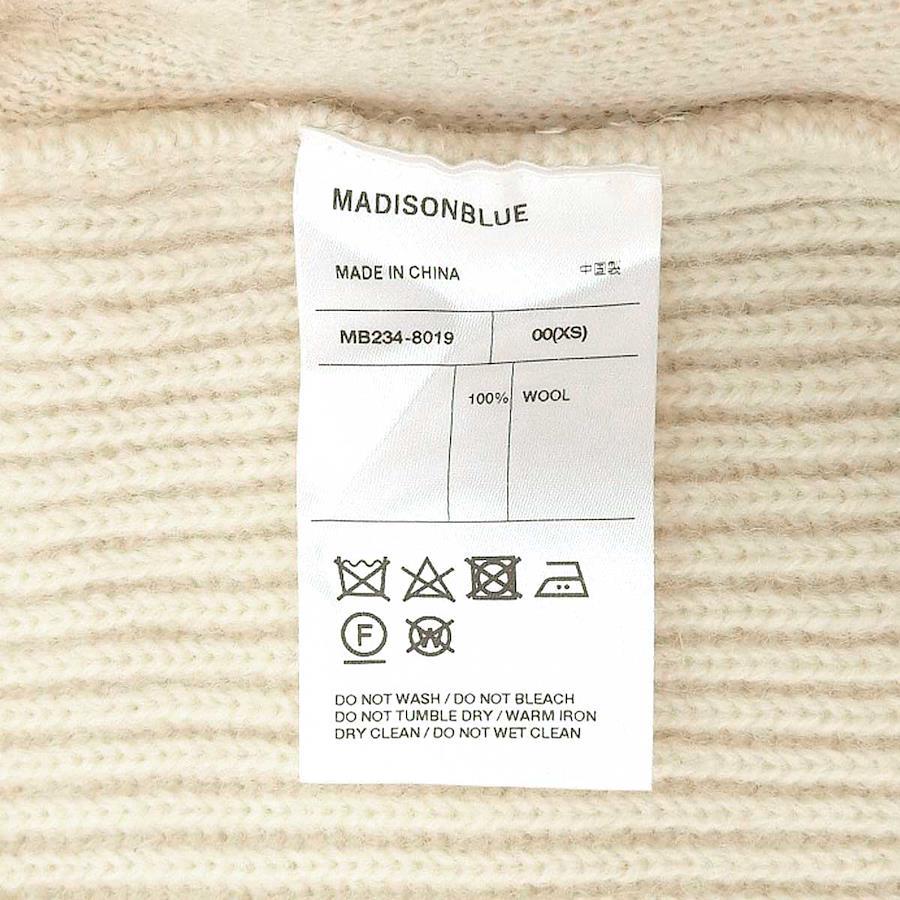 MADISONBLUE
MADE IN CHINA 中国製
MB234-8019 00(XS)
100% WOOL
F
W
DO NOT WASH / DO NOT BLEACH
DO NOT TUMBLE DRY / WARM IRON
DRY CLEAN / DO NOT WET CLEAN